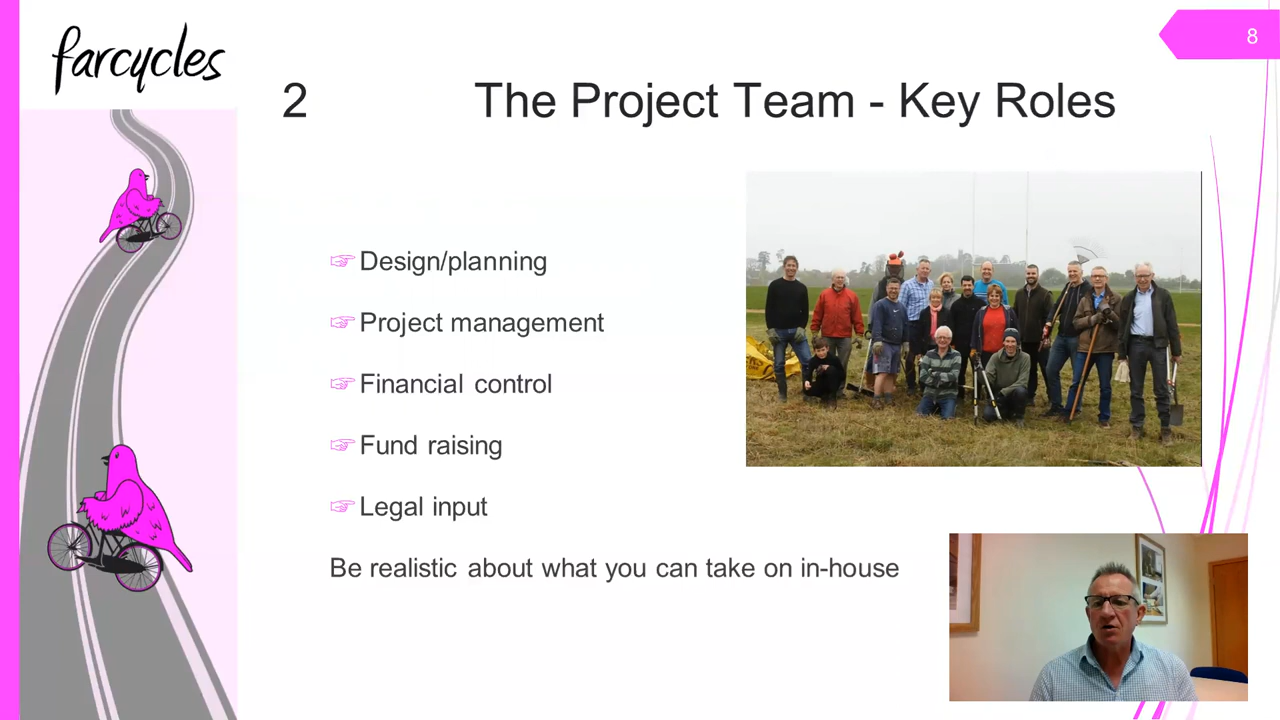 farcycles
8
2 The Project Team - Key Roles
Design/planning
Project management
Financial control
Fund raising
Legal input
Be realistic about what you can take on in-house